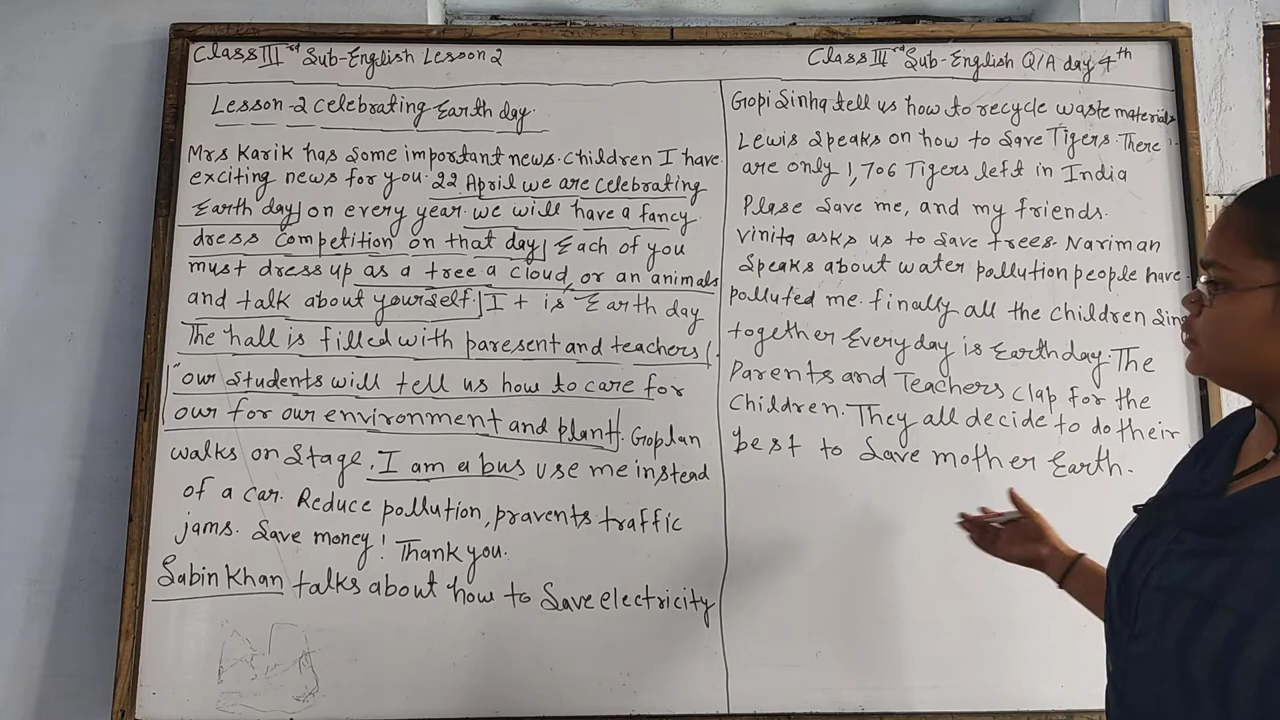 Class III rd Sub-English Lesson 2
Lesson-2 celebrating Earth day.
Mrs Karik has some important news. children I have
exciting news for you. 22 April we are celebrating
Earth day on every year. we will have a fancy
dress competition on that day Each of you
must dress up as a tree a cloud, or an animals
and talk about yourself. It is Earth day
The hall is filled with paresent and teachers!
"our students will tell us how to care for
our for our environment and plant. Goplan
walks on Stage. I am a bus use me instead
of a car. Reduce pollution, pravents traffic
jams. Save money! Thank you.
Sabin Khan talks about how to Save electricity
Class III rd Sub-English Q/A day 4th
Gopi Sinha tell us how to recycle waste materials
Lewis Speaks on how to Save Tigers. There
are only 1,706 Tigers left in India
Plase Save me, and my friends.
vinita asks us to Save trees. Nariman
Speaks about water pollution people have
polluted me. finally all the children Sing
together Every day is Earth day. The
Parents and Teachers clap for the
children. They all decide to do their
best to Save mother Earth.